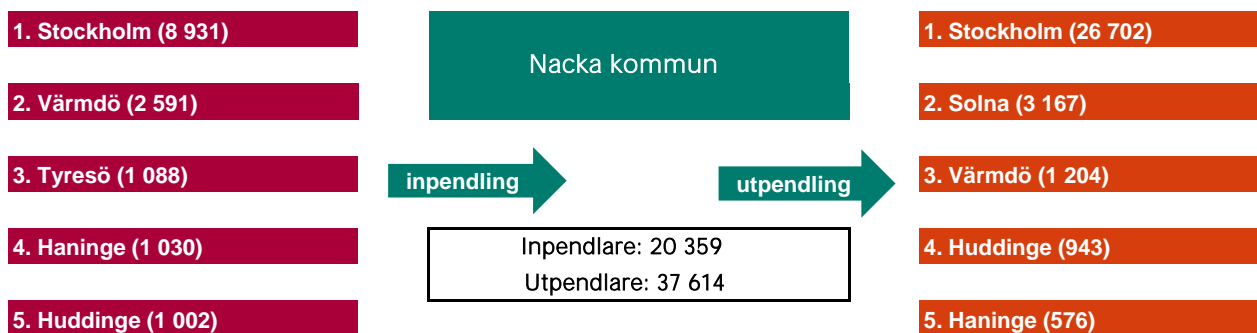 1. Stockholm (8 931)
2. Värmdö (2 591)
3. Tyresö (1 088)
4. Haninge (1 030)
5. Huddinge (1 002)
Nacka kommun
inpendling
utpendling
Inpendlare: 20 359
Utpendlare: 37 614
1. Stockholm (26 702)
2. Solna (3 167)
3. Värmdö (1 204)
4. Huddinge (943)
5. Haninge (576)